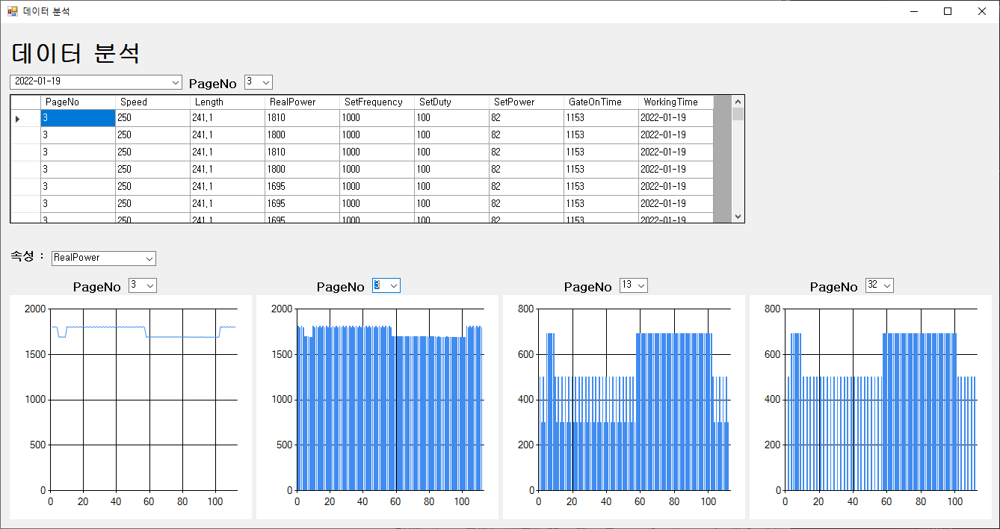 데이터 분석
데이터 분석
2022-01-19 PageNo 3
PageNo Speed Length RealPower SetFrequency SetDuty SetPower GateOnTime WorkingTime
3 250 241,1 1810 1000 100 82 1153 2022-01-19
3 250 241,1 1800 1000 100 82 1153 2022-01-19
3 250 241,1 1810 1000 100 82 1153 2022-01-19
3 250 241,1 1800 1000 100 82 1153 2022-01-19
3 250 241,1 1695 1000 100 82 1153 2022-01-19
3 250 241,1 1695 1000 100 82 1153 2022-01-19
3 250 241,1 1695 1000 100 82 1153 2022-01-19
속성 : RealPower
PageNo 3 PageNo 3 PageNo 13 PageNo 32
2000 2000 800 800
1500 1500 600 600
1000 1000 400 400
500 500 200 200
0 0 0 0
0 20 40 60 80 100 0 20 40 60 80 100 0 20 40 60 80 100 0 20 40 60 80 100